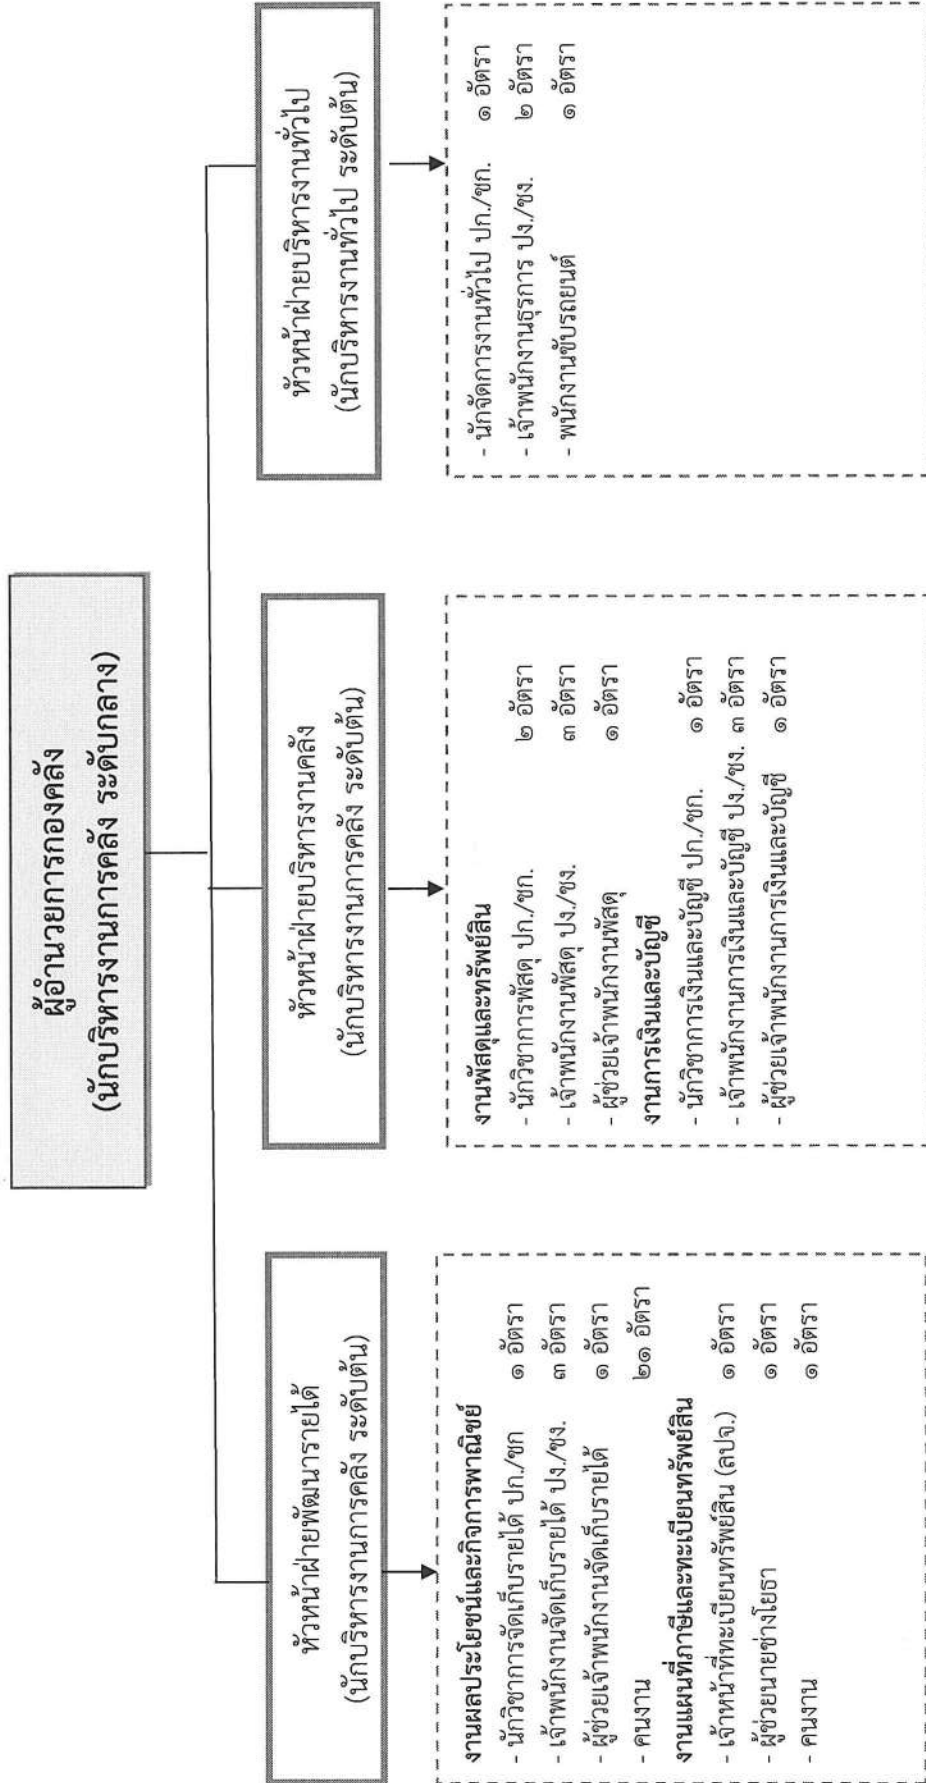 ผู้อำนวยการกองคลัง
(นักบริหารงานการคลัง ระดับกลาง)
หัวหน้าฝ่ายพัฒนารายได้
(นักบริหารงานการคลัง ระดับต้น)
งานผลประโยชน์และกิจการพาณิชย์
- นักวิชาการจัดเก็บรายได้ ปก./ชก ๑ อัตรา
- เจ้าพนักงานจัดเก็บรายได้ ปง./ชง. ๓ อัตรา
- ผู้ช่วยเจ้าพนักงานจัดเก็บรายได้ ๑ อัตรา
- คนงาน ๒๑ อัตรา
งานแผนที่ภาษีและทะเบียนทรัพย์สิน
- เจ้าหน้าที่ทะเบียนทรัพย์สิน (ลปจ.) ๑ อัตรา
- ผู้ช่วยนายช่างโยธา ๑ อัตรา
- คนงาน ๑ อัตรา
หัวหน้าฝ่ายบริหารงานคลัง
(นักบริหารงานการคลัง ระดับต้น)
งานพัสดุและทรัพย์สิน
- นักวิชาการพัสดุ ปก./ชก. ๒ อัตรา
- เจ้าพนักงานพัสดุ ปง./ชง. ๓ อัตรา
- ผู้ช่วยเจ้าพนักงานพัสดุ ๑ อัตรา
งานการเงินและบัญชี
- นักวิชาการเงินและบัญชี ปก./ชก. ๑ อัตรา
- เจ้าพนักงานการเงินและบัญชี ปง./ชง. ๓ อัตรา
- ผู้ช่วยเจ้าพนักงานการเงินและบัญชี ๑ อัตรา
หัวหน้าฝ่ายบริหารงานทั่วไป
(นักบริหารงานทั่วไป ระดับต้น)
- นักจัดการงานทั่วไป ปก./ชก. ๑ อัตรา
- เจ้าพนักงานธุรการ ปง./ชง. ๒ อัตรา
- พนักงานขับรถยนต์ ๑ อัตรา